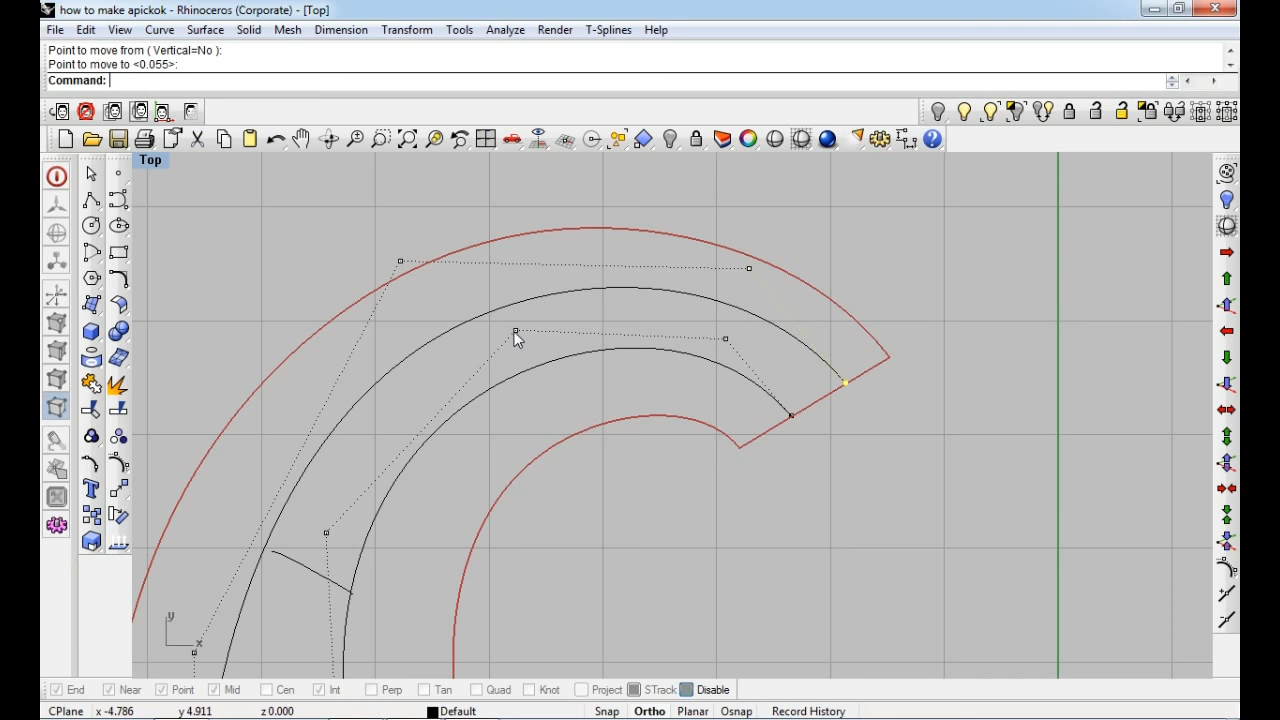 how to make apickok - Rhinoceros (Corporate) - [Top]
File Edit View Curve Surface Solid Mesh Dimension Transform Tools Analyze Render T-Splines Help
Point to move from ( Vertical=No ):
Point to move to <0.055>:
Command:
Top
y
x
End Near Point Mid Cen Int Perp Tan Quad Knot Project STrack Disable
CPlane x -4.786 y 4.911 z 0.000 Default Snap Ortho Planar Osnap Record History